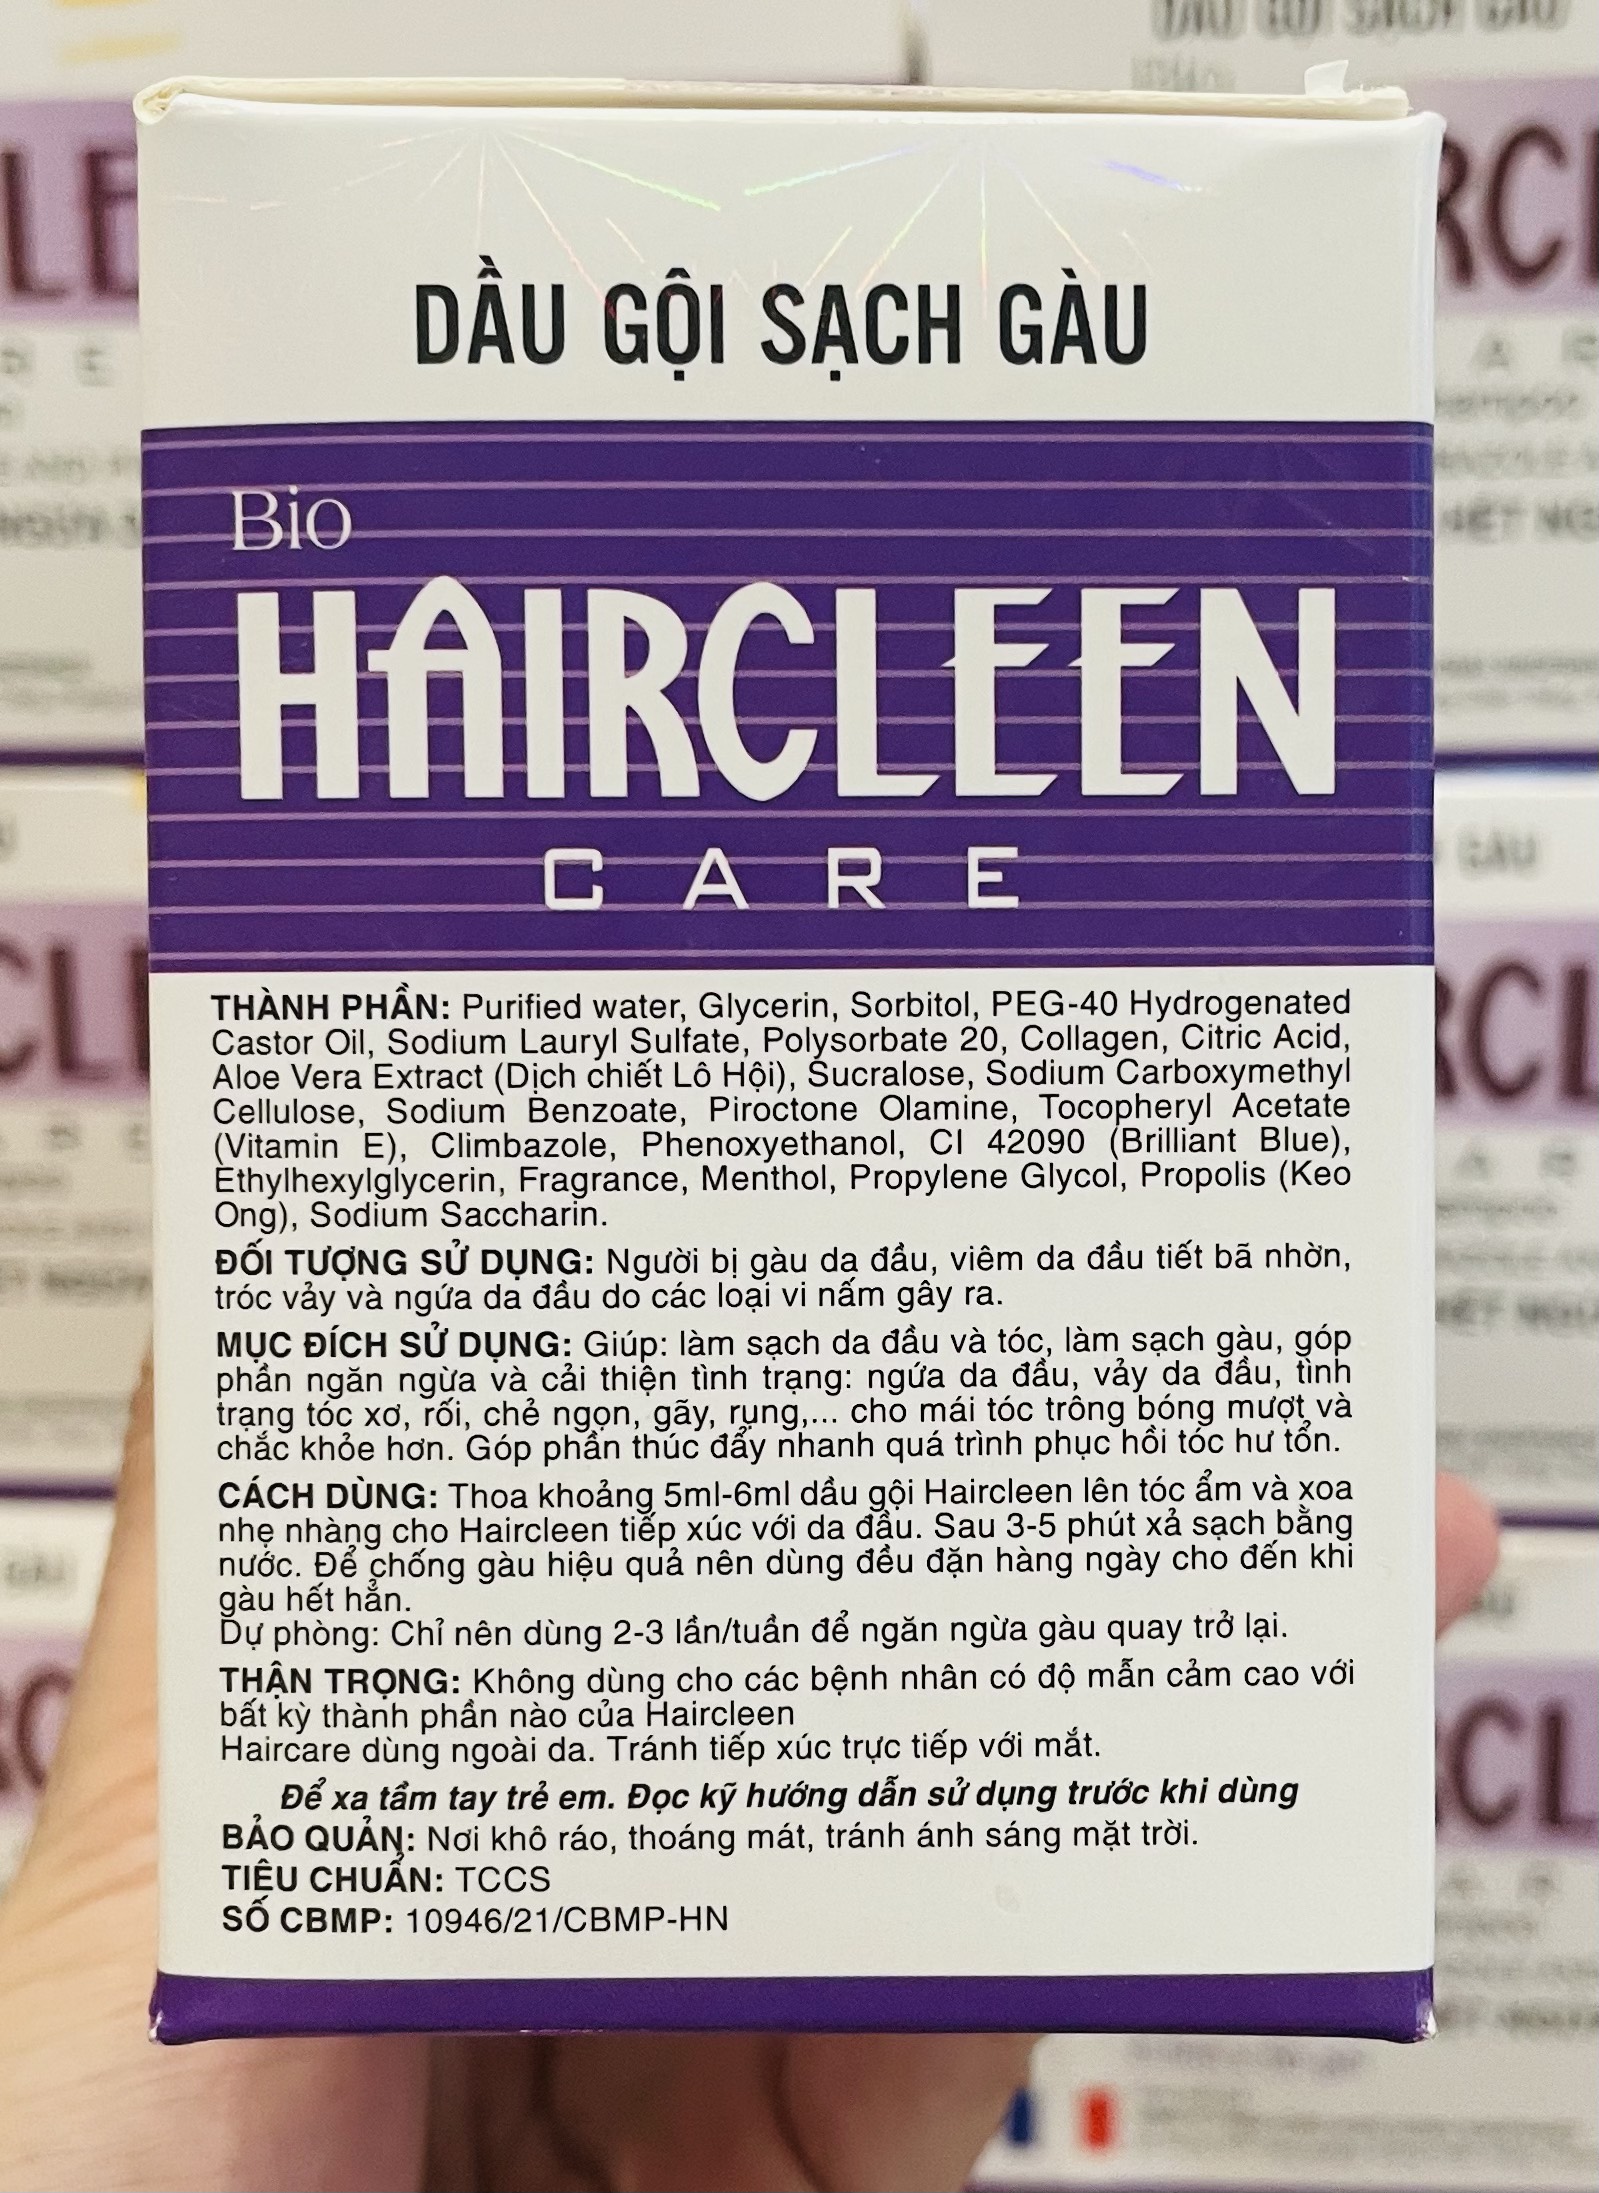 DẦU GỘI SẠCH GÀU
Bio
HAIRCLEEN
CARE
THÀNH PHẦN: Purified water, Glycerin, Sorbitol, PEG-40 Hydrogenated
Castor Oil, Sodium Lauryl Sulfate, Polysorbate 20, Collagen, Citric Acid,
Aloe Vera Extract (Dịch chiết Lô Hội), Sucralose, Sodium Carboxymethyl
Cellulose, Sodium Benzoate, Piroctone Olamine, Tocopheryl Acetate
(Vitamin E), Climbazole, Phenoxyethanol, CI 42090 (Brilliant Blue),
Ethylhexylglycerin, Fragrance, Menthol, Propylene Glycol, Propolis (Keo
Ong), Sodium Saccharin.
ĐỐI TƯỢNG SỬ DỤNG: Người bị gàu da đầu, viêm da đầu tiết bã nhờn,
tróc vảy và ngứa da đầu do các loại vi nấm gây ra.
MỤC ĐÍCH SỬ DỤNG: Giúp: làm sạch da đầu và tóc, làm sạch gàu, góp
phần ngăn ngừa và cải thiện tình trạng: ngứa da đầu, vảy da đầu, tình
trạng tóc xơ, rối, chẻ ngọn, gãy, rụng,... cho mái tóc trông bóng mượt và
chắc khỏe hơn. Góp phần thúc đẩy nhanh quá trình phục hồi tóc hư tổn.
CÁCH DÙNG: Thoa khoảng 5ml-6ml dầu gội Haircleen lên tóc ẩm và xoa
nhẹ nhàng cho Haircleen tiếp xúc với da đầu. Sau 3-5 phút xả sạch bằng
nước. Để chống gàu hiệu quả nên dùng đều đặn hàng ngày cho đến khi
gàu hết hẳn.
Dự phòng: Chỉ nên dùng 2-3 lần/tuần để ngăn ngừa gàu quay trở lại.
THẬN TRỌNG: Không dùng cho các bệnh nhân có độ mẫn cảm cao với
bất kỳ thành phần nào của Haircleen
Haircare dùng ngoài da. Tránh tiếp xúc trực tiếp với mắt.
Để xa tầm tay trẻ em. Đọc kỹ hướng dẫn sử dụng trước khi dùng
BẢO QUẢN: Nơi khô ráo, thoáng mát, tránh ánh sáng mặt trời.
TIÊU CHUẨN: TCCS
SỐ CBMP: 10946/21/CBMP-HN